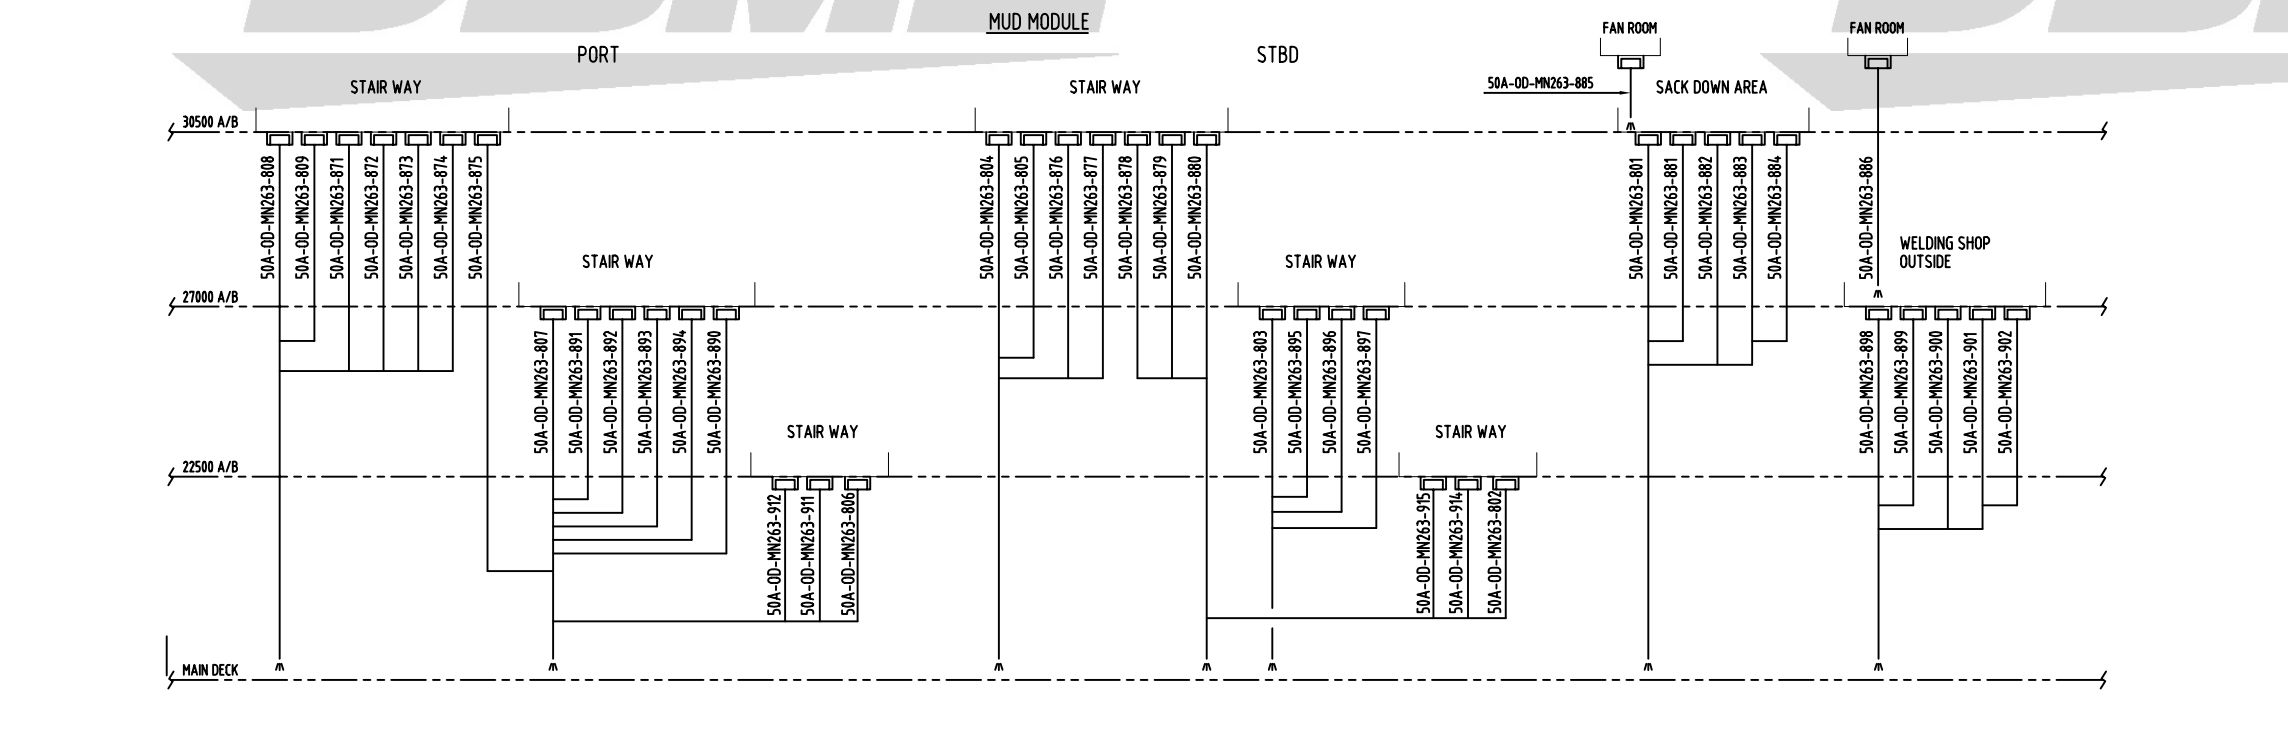 MUD MODULE
PORT
STBD
FAN ROOM
FAN ROOM
STAIR WAY
STAIR WAY
50A-OD-MN263-885
SACK DOWN AREA
30500 A/B
50A-OD-MN263-808
50A-OD-MN263-809
50A-OD-MN263-871
50A-OD-MN263-872
50A-OD-MN263-873
50A-OD-MN263-874
50A-OD-MN263-875
50A-OD-MN263-804
50A-OD-MN263-805
50A-OD-MN263-876
50A-OD-MN263-877
50A-OD-MN263-878
50A-OD-MN263-879
50A-OD-MN263-880
50A-OD-MN263-801
50A-OD-MN263-881
50A-OD-MN263-882
50A-OD-MN263-883
50A-OD-MN263-884
50A-OD-MN263-886
STAIR WAY
STAIR WAY
WELDING SHOP
OUTSIDE
27000 A/B
50A-OD-MN263-807
50A-OD-MN263-891
50A-OD-MN263-892
50A-OD-MN263-893
50A-OD-MN263-894
50A-OD-MN263-890
50A-OD-MN263-803
50A-OD-MN263-895
50A-OD-MN263-896
50A-OD-MN263-897
50A-OD-MN263-898
50A-OD-MN263-899
50A-OD-MN263-900
50A-OD-MN263-901
50A-OD-MN263-902
STAIR WAY
STAIR WAY
22500 A/B
50A-OD-MN263-912
50A-OD-MN263-911
50A-OD-MN263-806
50A-OD-MN263-915
50A-OD-MN263-914
50A-OD-MN263-802
MAIN DECK